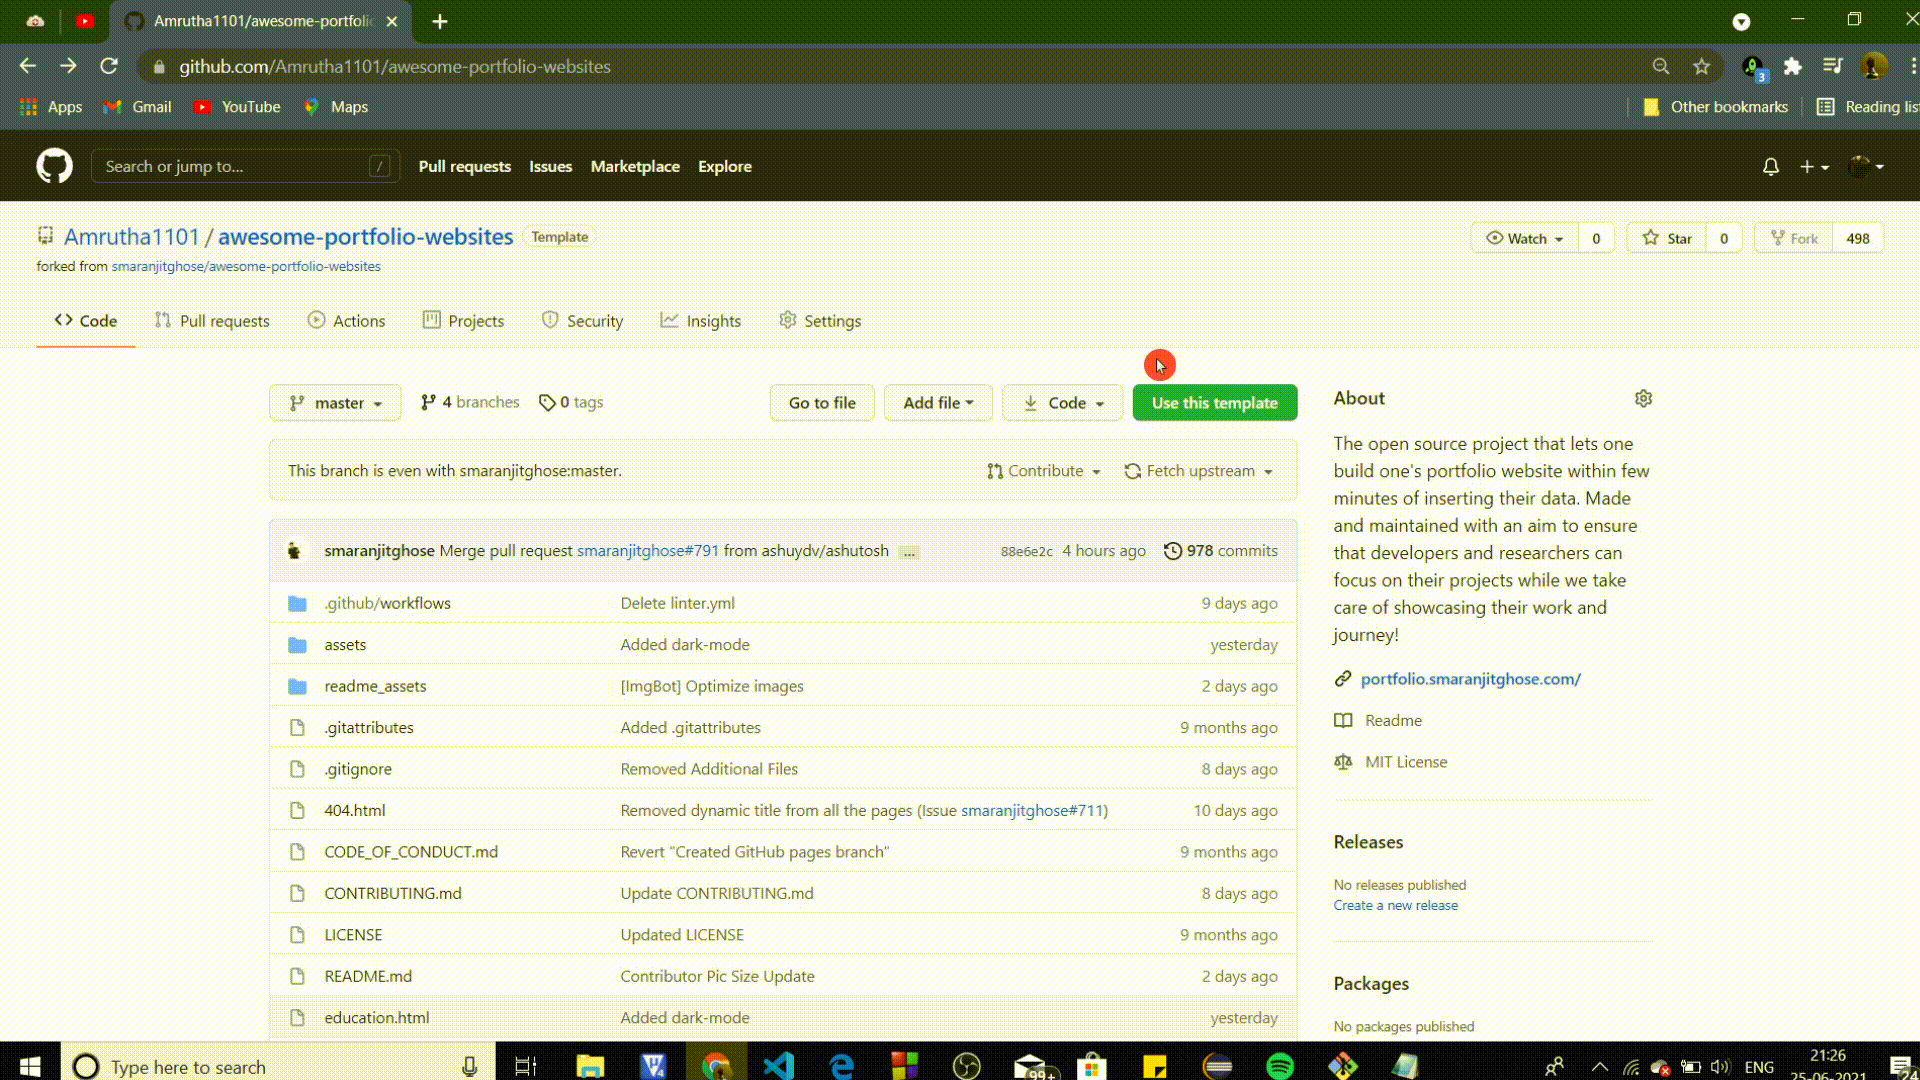 Amrutha1101/awesome-portfolio
github.com/Amrutha1101/awesome-portfolio-websites
3
Apps Gmail YouTube Maps Other bookmarks Reading list
Search or jump to... / Pull requests Issues Marketplace Explore
Amrutha1101 / awesome-portfolio-websites Template Watch 0 Star 0 Fork 498
forked from smaranjitghose/awesome-portfolio-websites
Code Pull requests Actions Projects Security Insights Settings
master 4 branches 0 tags Go to file Add file Code Use this template
This branch is even with smaranjitghose:master. Contribute Fetch upstream
smaranjitghose Merge pull request smaranjitghose#791 from ashuydv/ashutosh ... 88e6e2c 4 hours ago 978 commits
.github/workflows Delete linter.yml 9 days ago
assets Added dark-mode yesterday
readme_assets [ImgBot] Optimize images 2 days ago
.gitattributes Added .gitattributes 9 months ago
.gitignore Removed Additional Files 8 days ago
404.html Removed dynamic title from all the pages (Issue smaranjitghose#711) 10 days ago
CODE_OF_CONDUCT.md Revert "Created GitHub pages branch" 9 months ago
CONTRIBUTING.md Update CONTRIBUTING.md 8 days ago
LICENSE Updated LICENSE 9 months ago
README.md Contributor Pic Size Update 2 days ago
education.html Added dark-mode yesterday
About
The open source project that lets one
build one's portfolio website within few
minutes of inserting their data. Made
and maintained with an aim to ensure
that developers and researchers can
focus on their projects while we take
care of showcasing their work and
journey!
portfolio.smaranjitghose.com/
Readme
MIT License
Releases
No releases published
Create a new release
Packages
No packages published
Type here to search 99+ ENG 21:26
25-06-2021 24